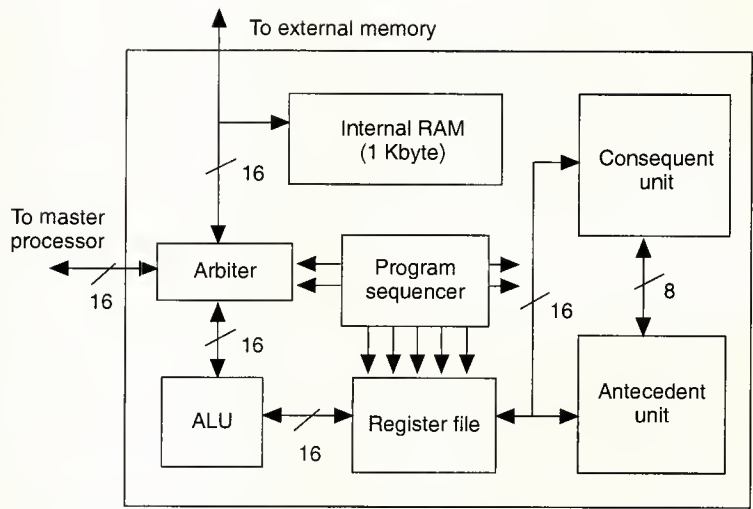 To external memory
Internal RAM
(1 Kbyte)
Consequent
unit
16
To master
processor
Arbiter
Program
sequencer
16
16
8
16
ALU
Register file
Antecedent
unit
16